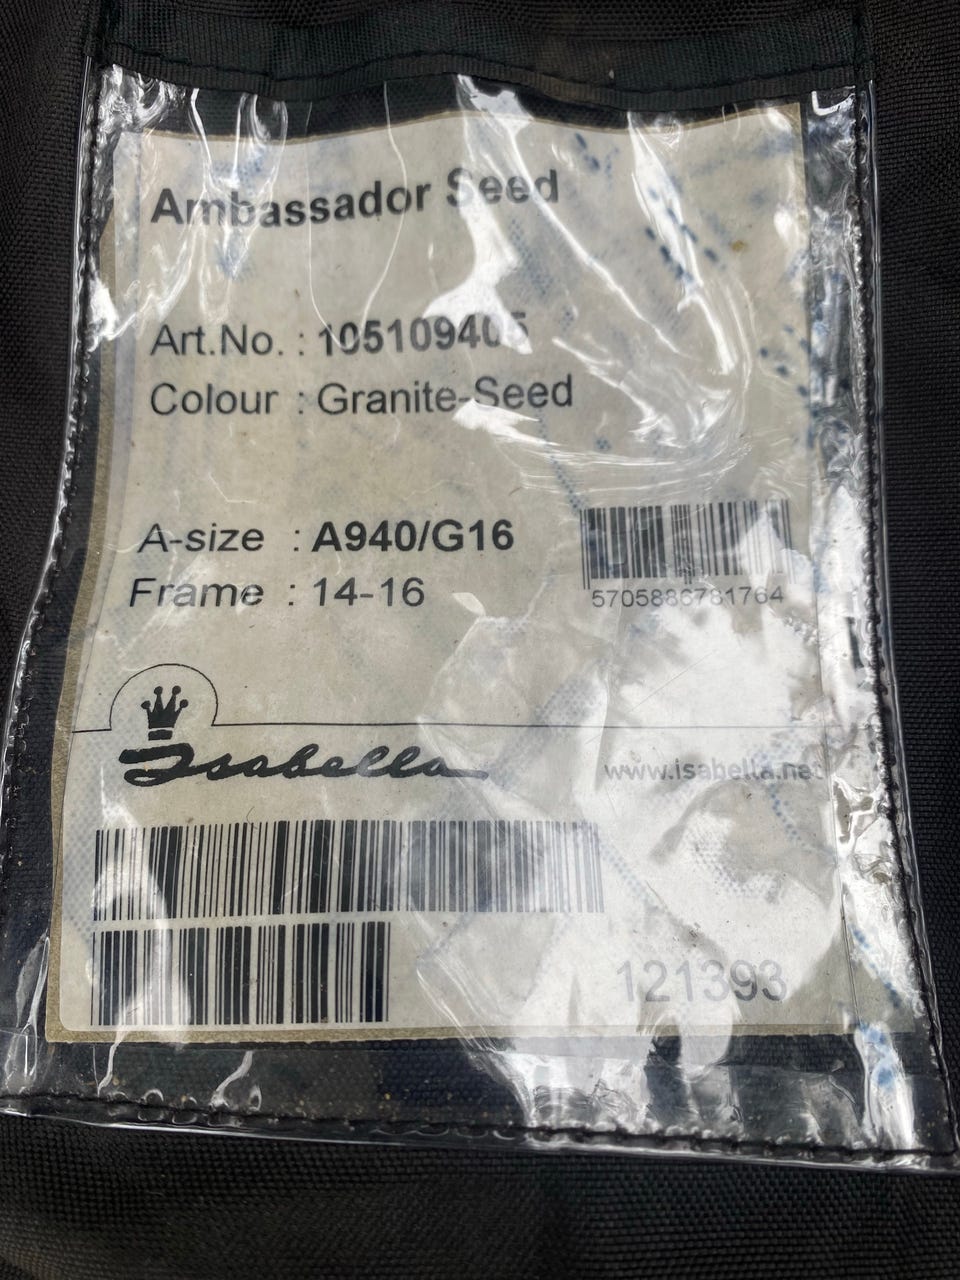 Ambassador Seed
Art.No. : 105109405
Colour : Granite-Seed
A-size : A940/G16
Frame : 14-16
5705886781764
Isabella
www.isabella.net
121393